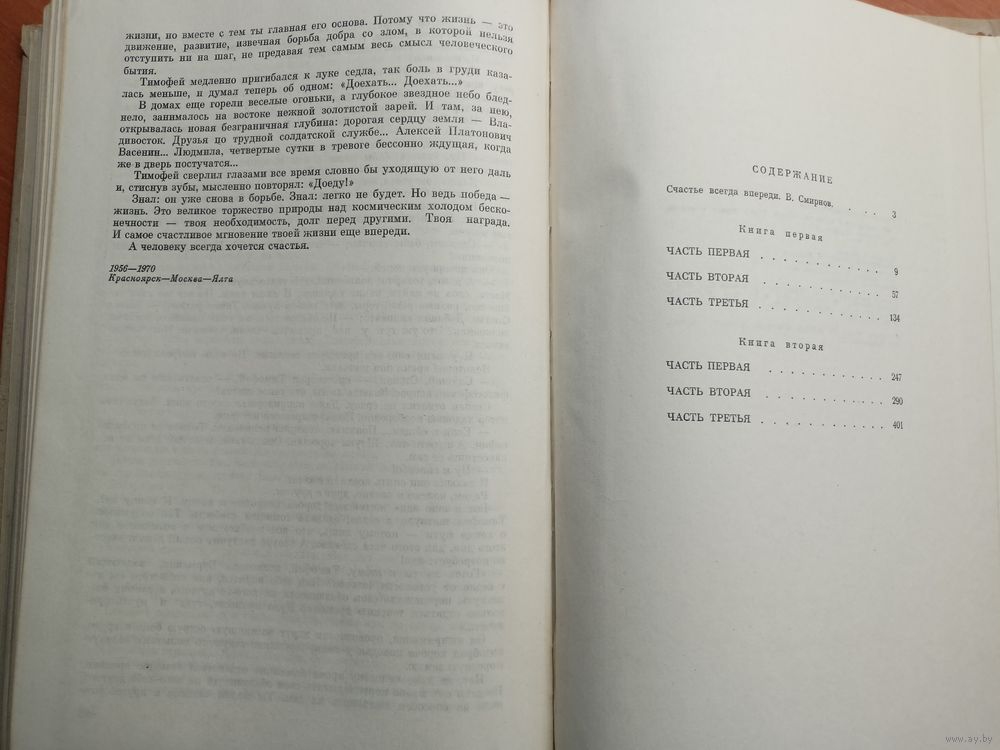 жизни, но вместе с тем ты главная его основа. Потому что жизнь — это
движение, развитие, извечная борьба добра со злом, в которой нельзя
отступить ни на шаг, не предавая тем самым весь смысл человеческого
бытия.
Тимофей медленно пригибался к луке седла, так боль в груди каза-
лась меньше, и думал теперь об одном: «Доехать... Доехать...»
В домах еще горели веселые огоньки, а глубокое звездное небо блед-
нело, занималось на востоке нежной золотистой зарей. И там, за нею,
открывалась новая безграничная глубина: дорогая сердцу земля — Вла-
дивосток. Друзья по трудной солдатской службе... Алексей Платонович
Васенин... Людмила, четвертые сутки в тревоге бессонно ждущая, когда
же в дверь постучатся...
Тимофей сверлил глазами все время словно бы уходящую от него даль
и, стиснув зубы, мысленно повторял: «Доеду!»
Знал: он уже снова в борьбе. Знал: легко не будет. Но ведь победа —
жизнь. Это великое торжество природы над космическим холодом беско-
нечности — твоя необходимость, долг перед другими. Твоя награда.
И самое счастливое мгновение твоей жизни еще впереди.
А человеку всегда хочется счастья.
1956—1970
Красноярск—Москва—Ялта
СОДЕРЖАНИЕ
Счастье всегда впереди. В. Смирнов. . . . 3
Книга первая
ЧАСТЬ ПЕРВАЯ . . . . . . . . . . . . 9
ЧАСТЬ ВТОРАЯ . . . . . . . . . . . . 57
ЧАСТЬ ТРЕТЬЯ . . . . . . . . . . . . 134
Книга вторая
ЧАСТЬ ПЕРВАЯ . . . . . . . . . . . . 247
ЧАСТЬ ВТОРАЯ . . . . . . . . . . . . 290
ЧАСТЬ ТРЕТЬЯ . . . . . . . . . . . . 401
www.ay.by